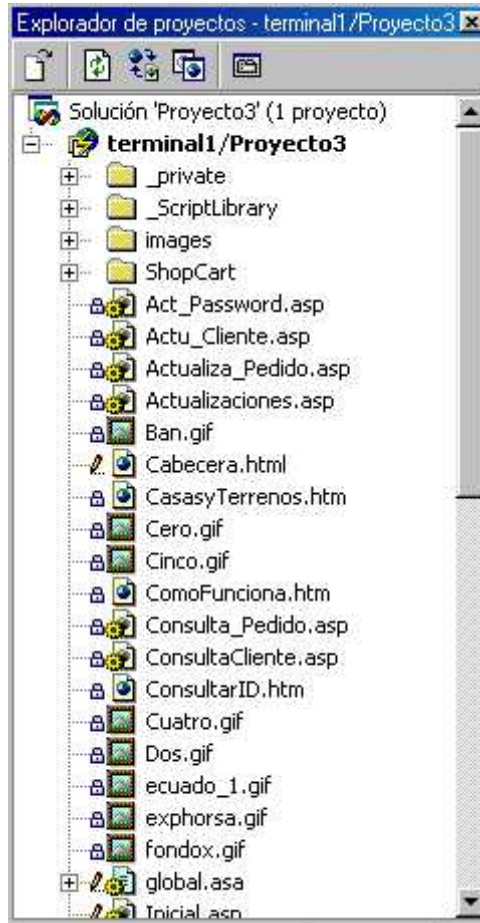 Explorador de proyectos - terminal1/Proyecto3
Solución 'Proyecto3' (1 proyecto)
terminal1/Proyecto3
_private
_ScriptLibrary
images
ShopCart
Act_Password.asp
Actu_Cliente.asp
Actualiza_Pedido.asp
Actualizaciones.asp
Ban.gif
Cabecera.html
CasasyTerrenos.htm
Cero.gif
Cinco.gif
ComoFunciona.htm
Consulta_Pedido.asp
ConsultaCliente.asp
ConsultarID.htm
Cuatro.gif
Dos.gif
ecuado_1.gif
exphorsa.gif
fondox.gif
global.asa
Inicial.asp